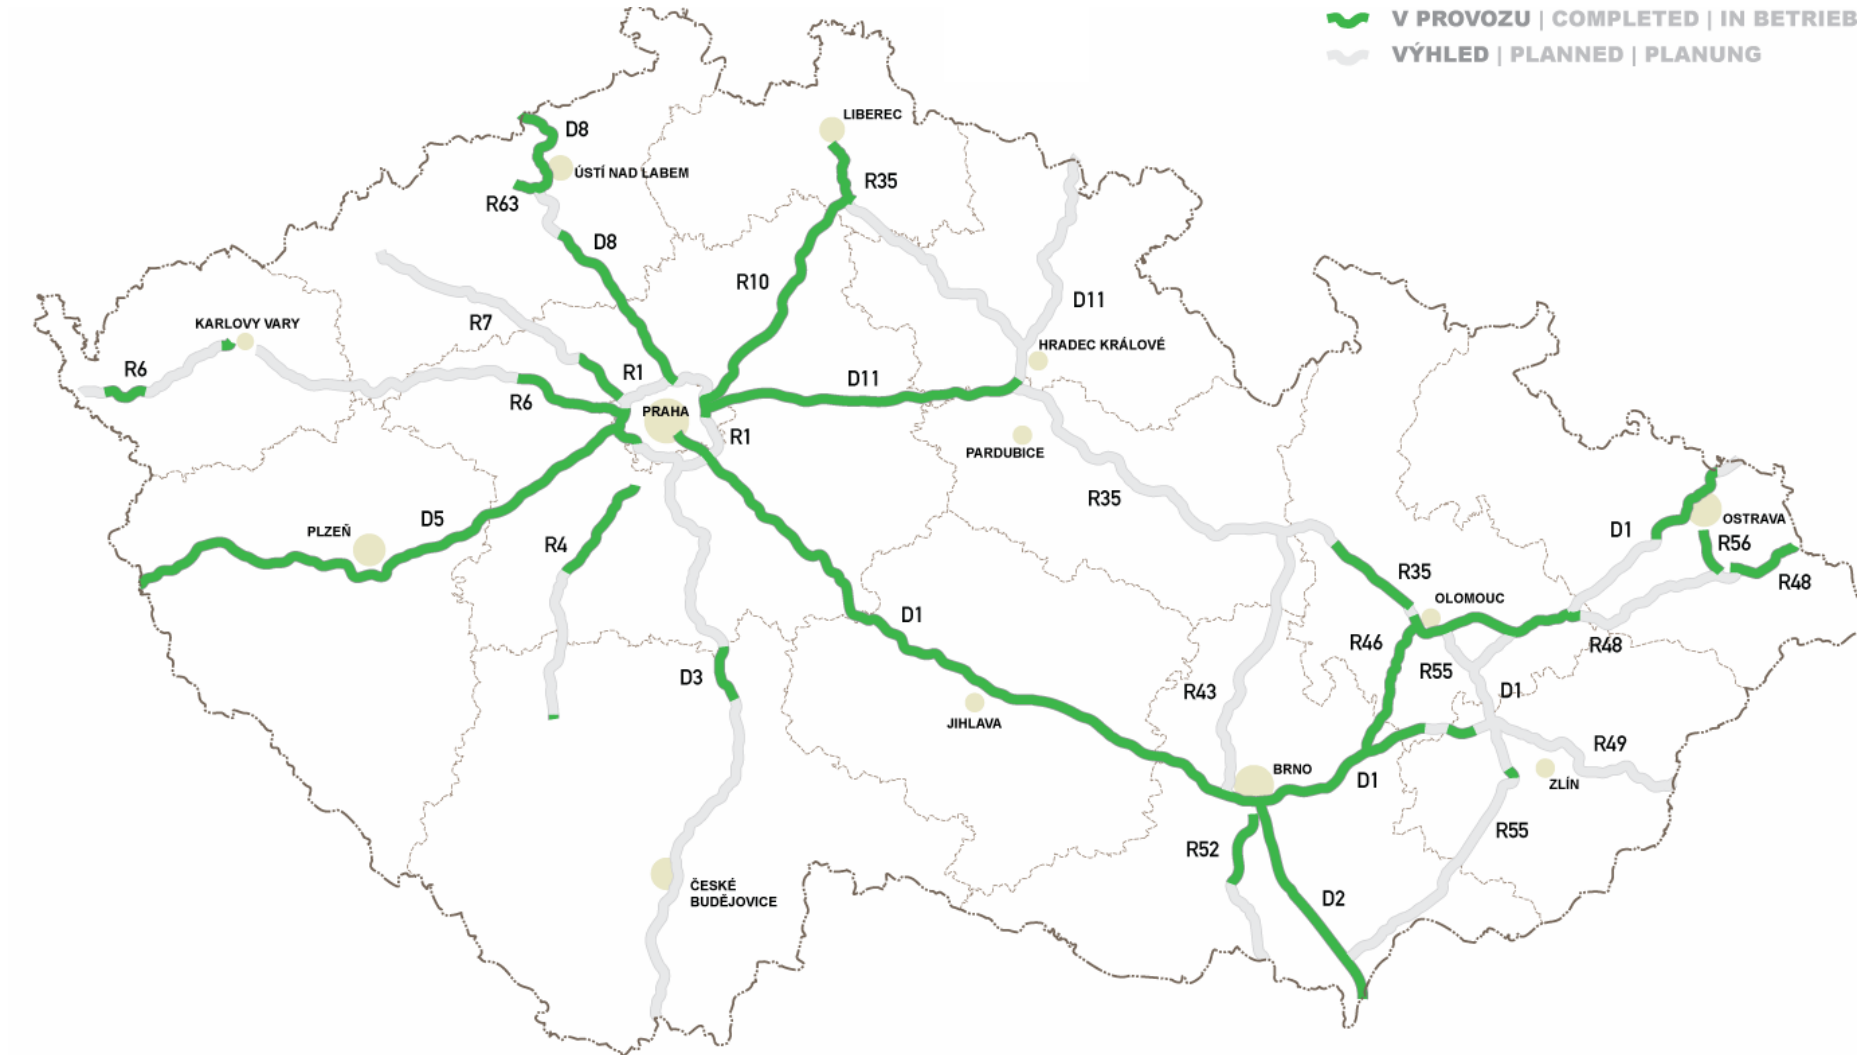 V PROVOZU | COMPLETED | IN BETRIEB
VÝHLED | PLANNED | PLANUNG
LIBEREC
D8
ÚSTÍ NAD LABEM
R35
R63
D8
R10
D11
R7
KARLOVY VARY
HRADEC KRÁLOVÉ
R6
R1
D11
R6
PRAHA
R1
PARDUBICE
R35
D5
PLZEŇ
OSTRAVA
D1
R4
R56
R35
R48
OLOMOUC
D1
R46
R48
R55
D3
R43
D1
JIHLAVA
R49
BRNO
D1
ZLÍN
R55
R52
ČESKÉ
BUDĚJOVICE
D2